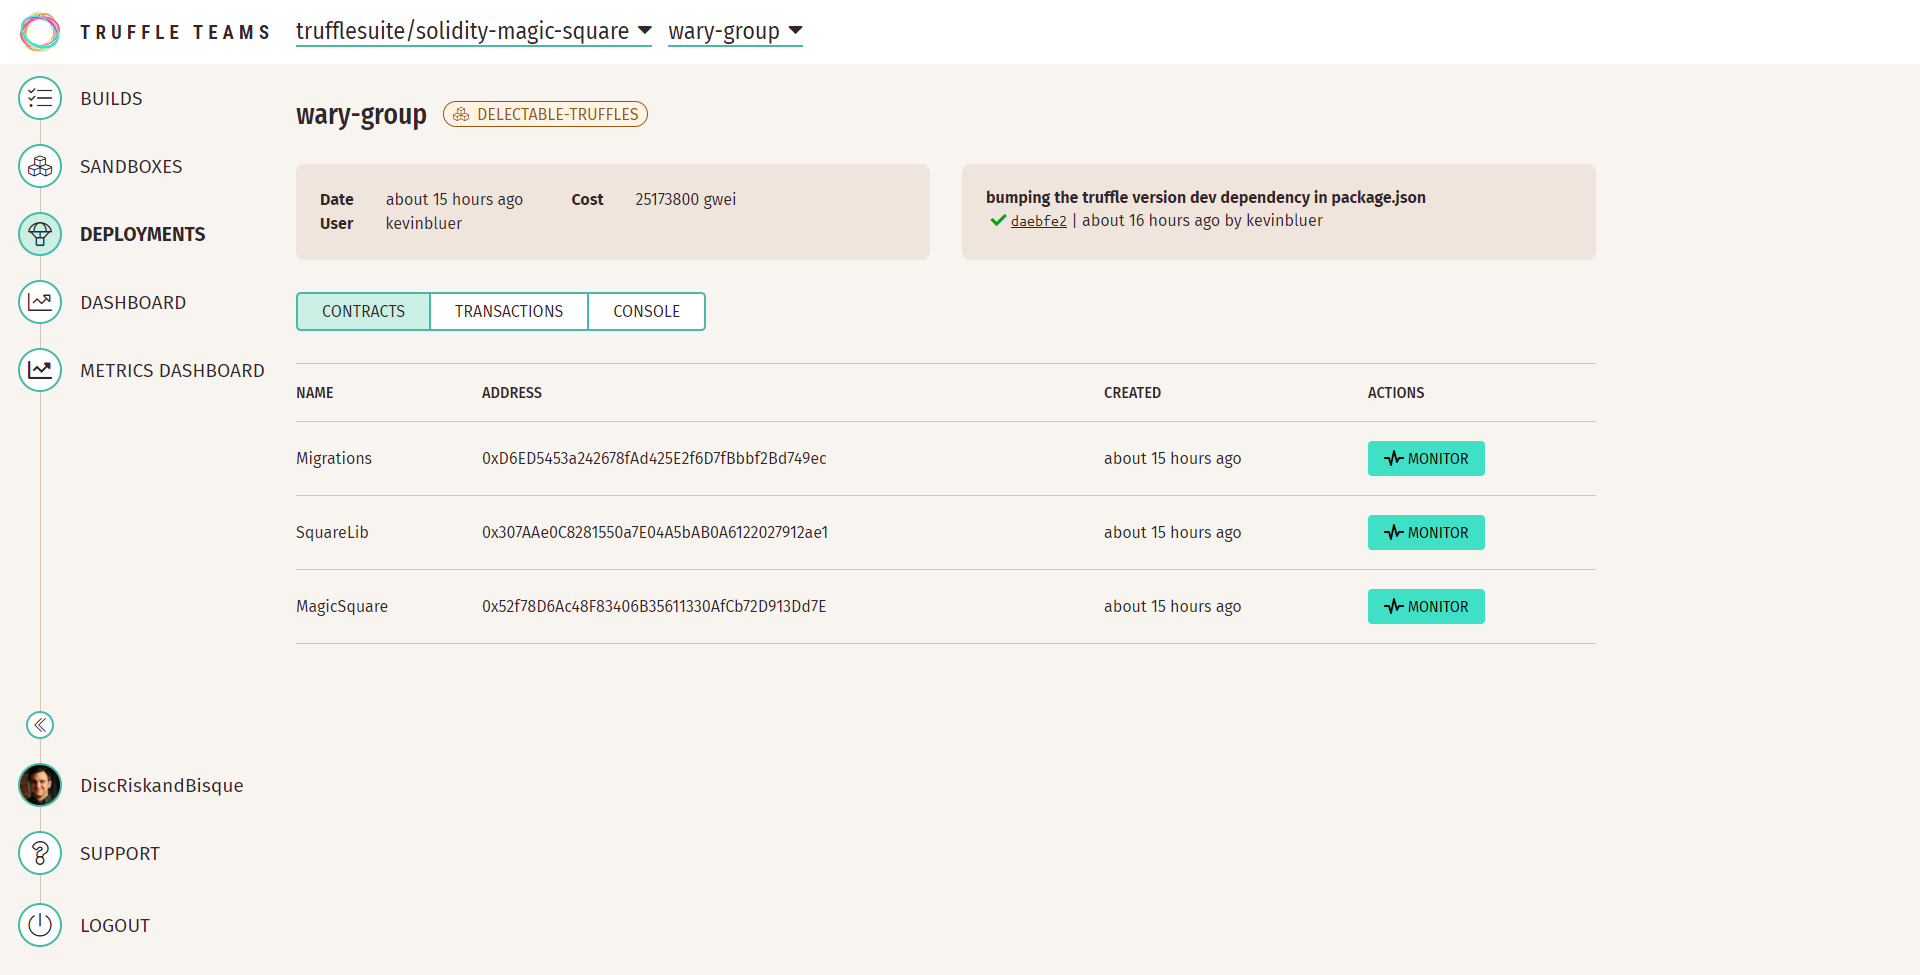 TRUFFLE TEAMS
trufflesuite/solidity-magic-square wary-group
BUILDS
SANDBOXES
DEPLOYMENTS
DASHBOARD
METRICS DASHBOARD
DiscRiskandBisque
SUPPORT
LOGOUT
wary-group DELECTABLE-TRUFFLES
Date about 15 hours ago Cost 25173800 gwei
User kevinbluer
bumping the truffle version dev dependency in package.json
daebfe2 | about 16 hours ago by kevinbluer
CONTRACTS TRANSACTIONS CONSOLE
NAME ADDRESS CREATED ACTIONS
Migrations 0xD6ED5453a242678fAd425E2f6D7fBbbf2Bd749ec about 15 hours ago MONITOR
SquareLib 0x307AAe0C8281550a7E04A5bAB0A6122027912ae1 about 15 hours ago MONITOR
MagicSquare 0x52f78D6Ac48F83406B35611330AfCb72D913Dd7E about 15 hours ago MONITOR